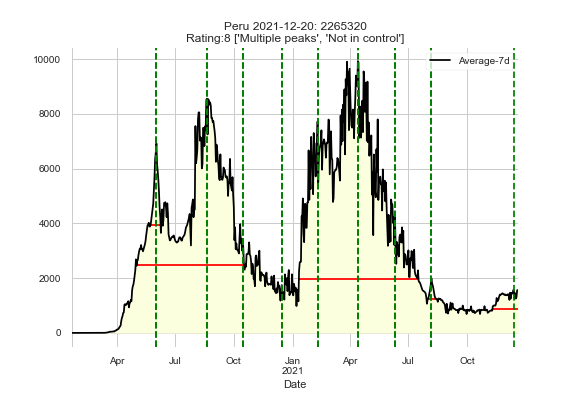 Peru 2021-12-20: 2265320
Rating:8 ['Multiple peaks', 'Not in control']
Average-7d
10000
8000
6000
4000
2000
0
Apr
Jul
Oct
Jan
2021
Apr
Jul
Oct
Date